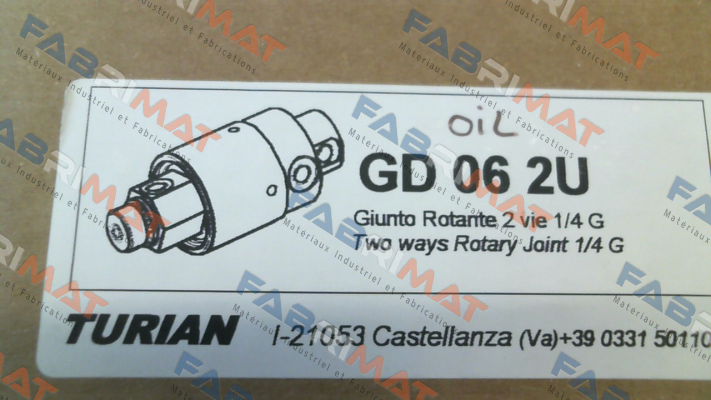 OIL
GD 06 2U
Giunto Rotante 2 vie 1/4 G
Two ways Rotary Joint 1/4 G
TURIAN I-21053 Castellanza (Va)+39 0331 50110
FABRIMAT
Matériaux Industriel et Fabrications